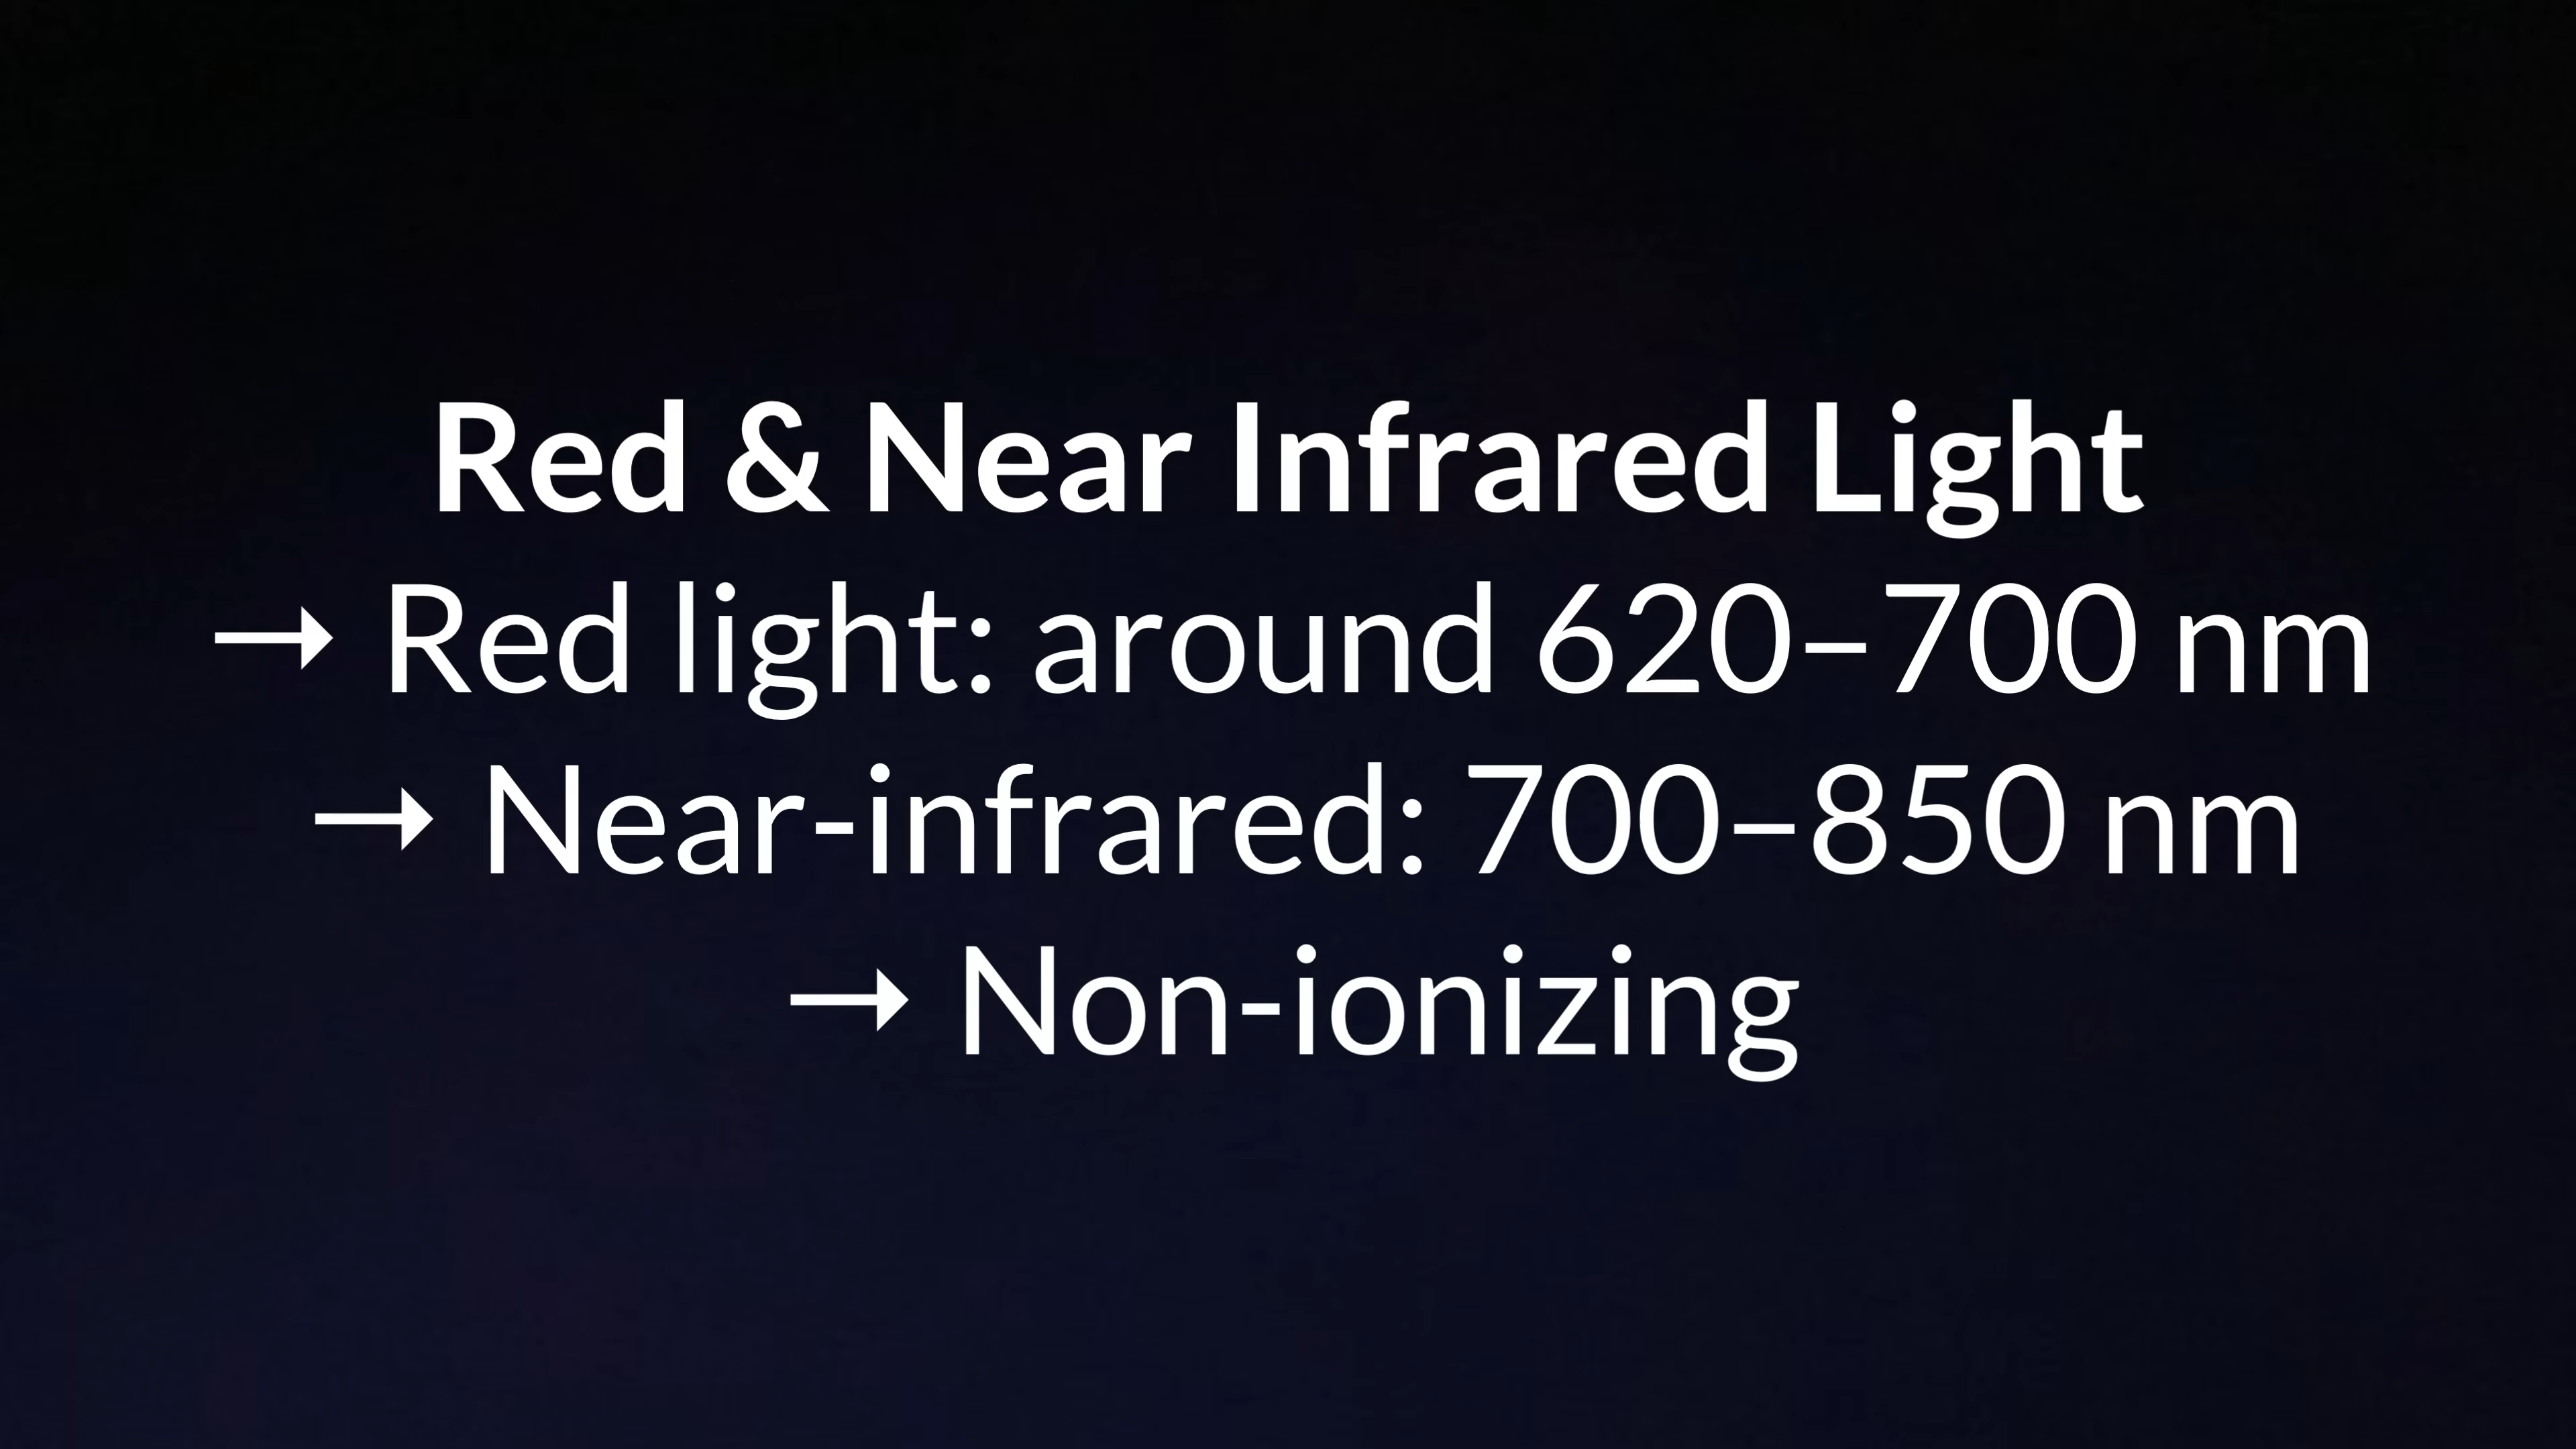 Red & Near Infrared Light
→ Red light: around 620–700 nm
→ Near-infrared: 700–850 nm
→ Non-ionizing